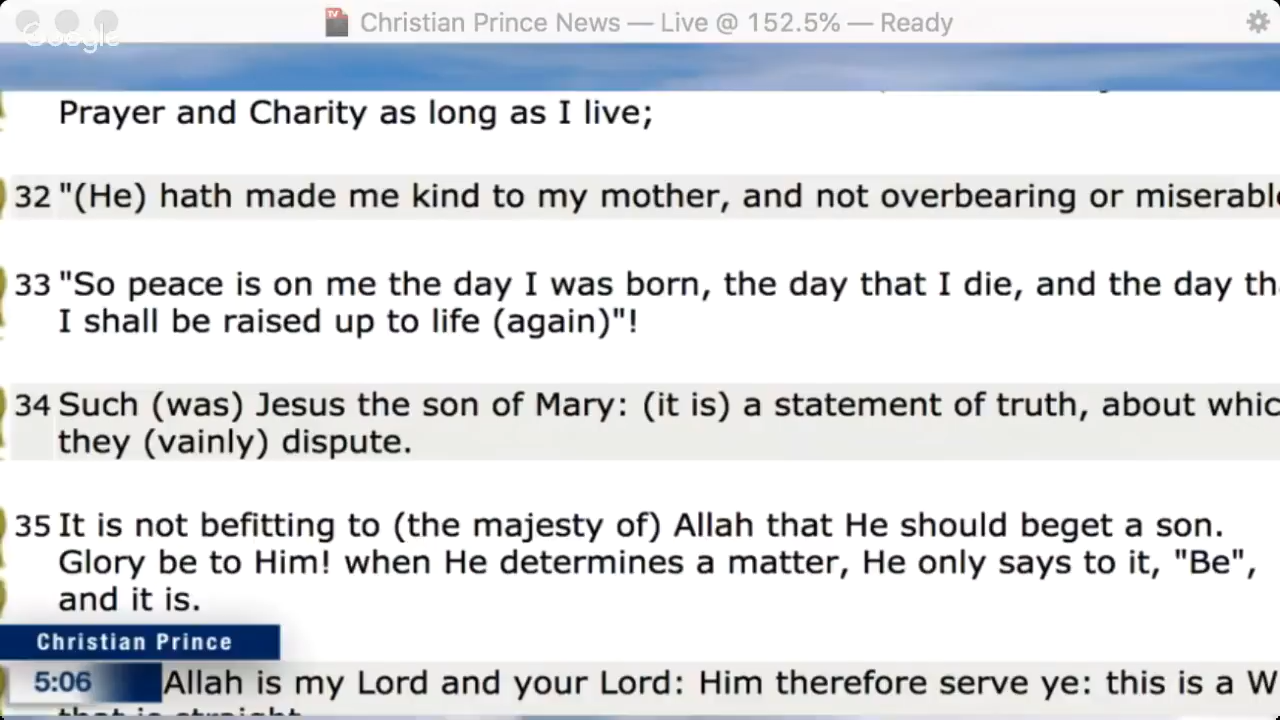 Christian Prince News — Live @ 152.5% — Ready
Google
Prayer and Charity as long as I live;
32 "(He) hath made me kind to my mother, and not overbearing or
33 "So peace is on me the day I was born, the day that I die, and the day
I shall be raised up to life (again)"!
34 Such (was) Jesus the son of Mary: (it is) a statement of truth, about
they (vainly) dispute.
35 It is not befitting to (the majesty of) Allah that He should beget a son.
Glory be to Him! when He determines a matter, He only says to it, "Be",
and it is.
Christian Prince
5:06
Allah is my Lord and your Lord: Him therefore serve ye: this is a
that is straight